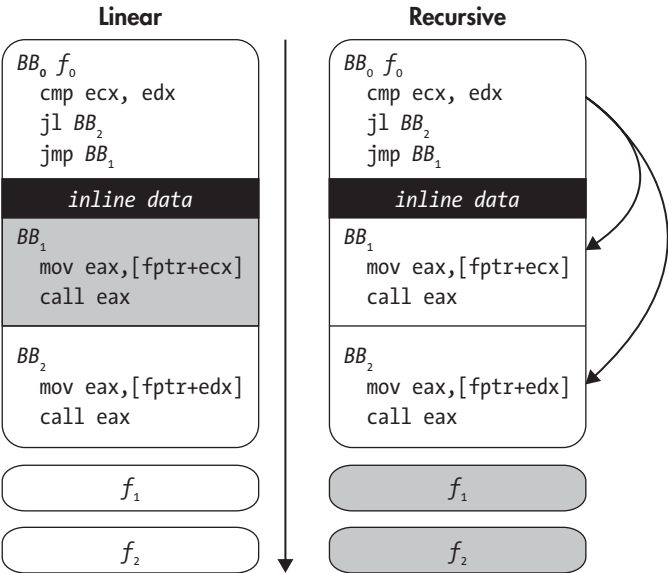 Linear
BB₀ f₀
cmp ecx, edx
jl BB₂
jmp BB₁
inline data
BB₁
mov eax,[fptr+ecx]
call eax
BB₂
mov eax,[fptr+edx]
call eax
f₁
f₂
Recursive
BB₀ f₀
cmp ecx, edx
jl BB₂
jmp BB₁
inline data
BB₁
mov eax,[fptr+ecx]
call eax
BB₂
mov eax,[fptr+edx]
call eax
f₁
f₂